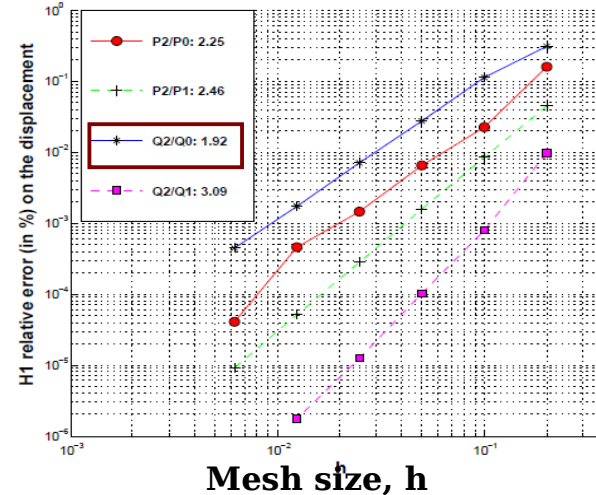 10⁰
10⁻¹
10⁻²
10⁻³
10⁻⁴
10⁻⁵
10⁻⁶
H1 relative error (in %) on the displacement
P2/P0: 2.25
P2/P1: 2.46
Q2/Q0: 1.92
Q2/Q1: 3.09
10⁻³
10⁻²
10⁻¹
h
Mesh size, h